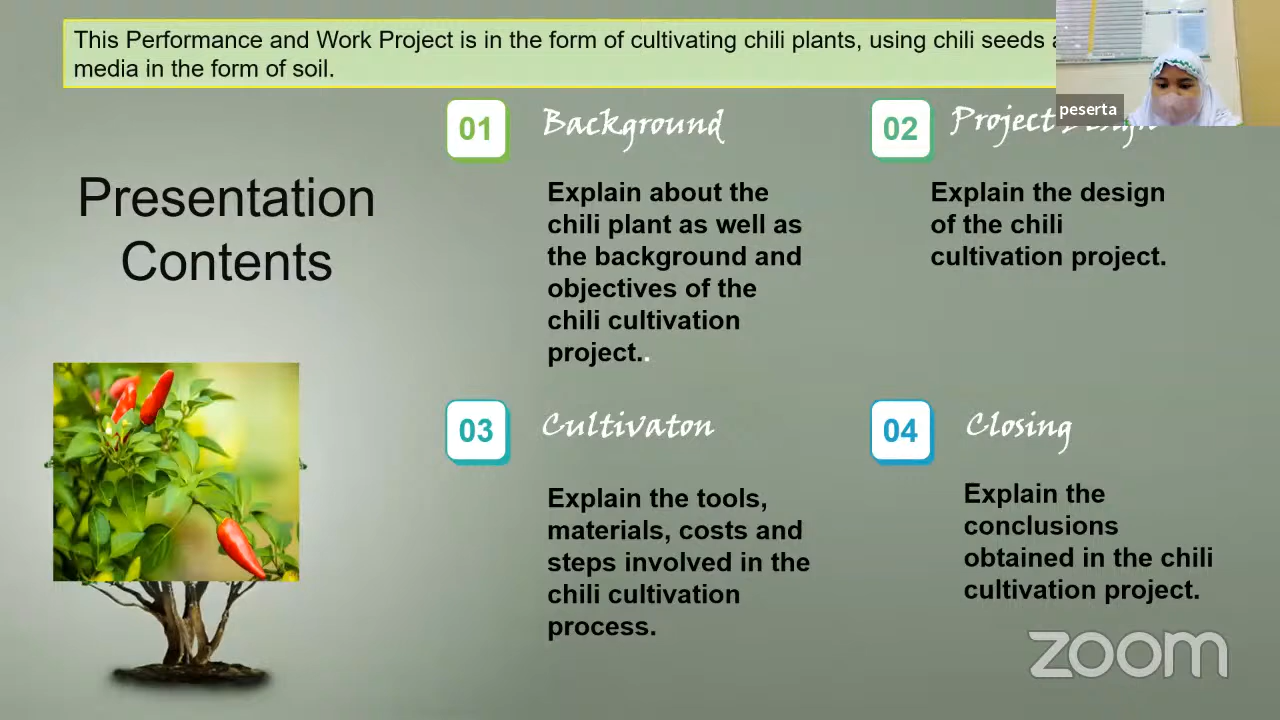 This Performance and Work Project is in the form of cultivating chili plants, using chili seeds
media in the form of soil.
peserta
Presentation
Contents
01
Background
Explain about the
chili plant as well as
the background and
objectives of the
chili cultivation
project..
02
Project Design
Explain the design
of the chili
cultivation project.
03
Cultivaton
Explain the tools,
materials, costs and
steps involved in the
chili cultivation
process.
04
Closing
Explain the
conclusions
obtained in the chili
cultivation project.
zoom